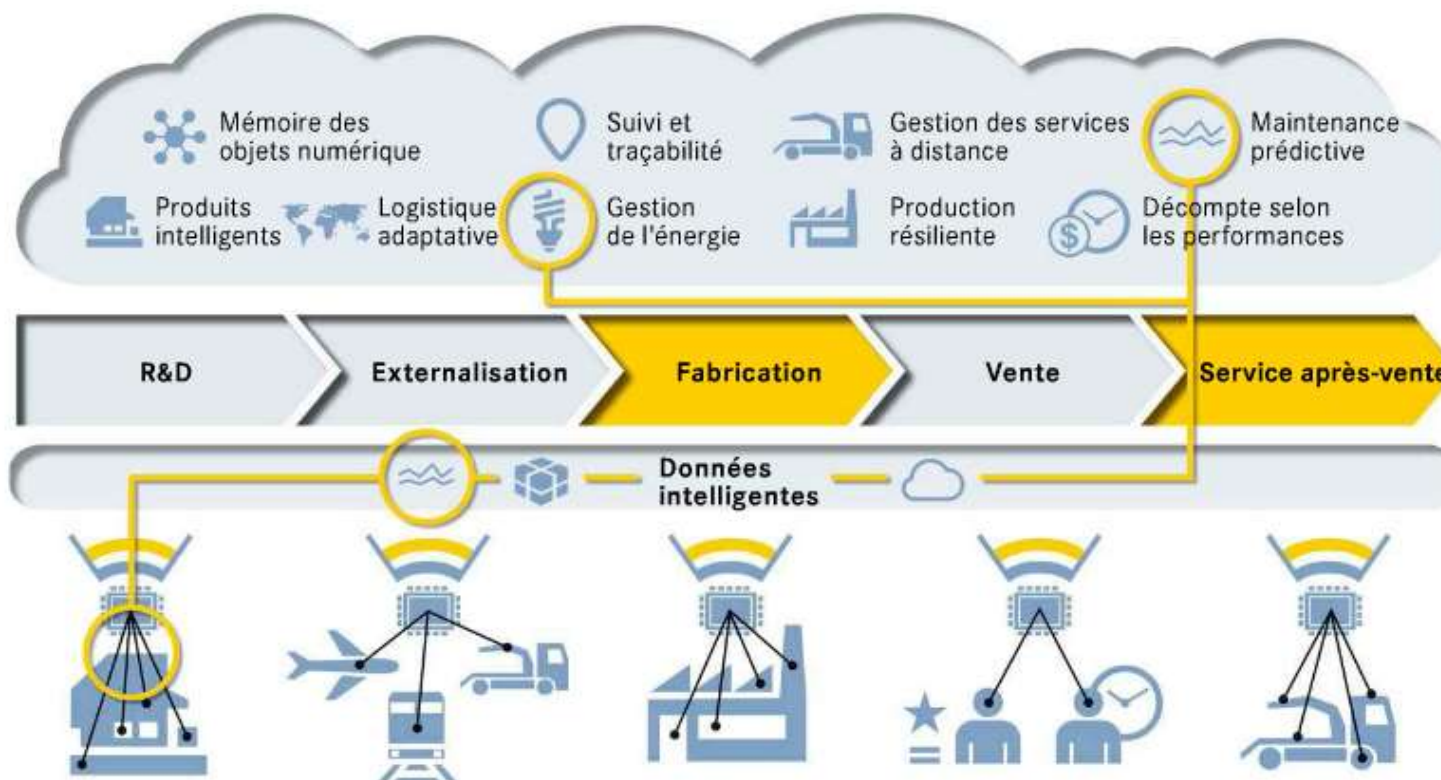 Mémoire des
objets numérique
Suivi et
traçabilité
Gestion des services
à distance
Maintenance
prédictive
Produits
intelligents
Logistique
adaptative
Gestion
de l'énergie
Production
résiliente
$
Décompte selon
les performances
R&D
Externalisation
Fabrication
Vente
Service après-vente
Données
intelligentes